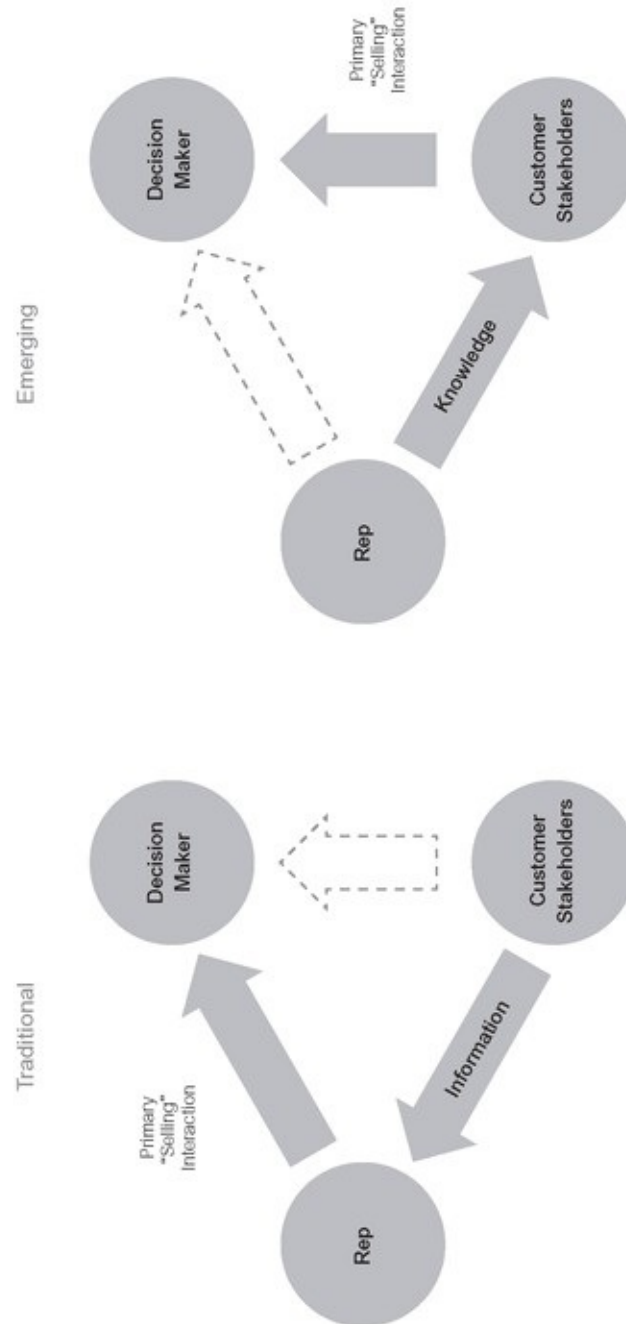 Traditional
Primary
"Selling"
Interaction
Decision
Maker
Rep
Information
Customer
Stakeholders
Emerging
Decision
Maker
Primary
"Selling"
Interaction
Rep
Knowledge
Customer
Stakeholders